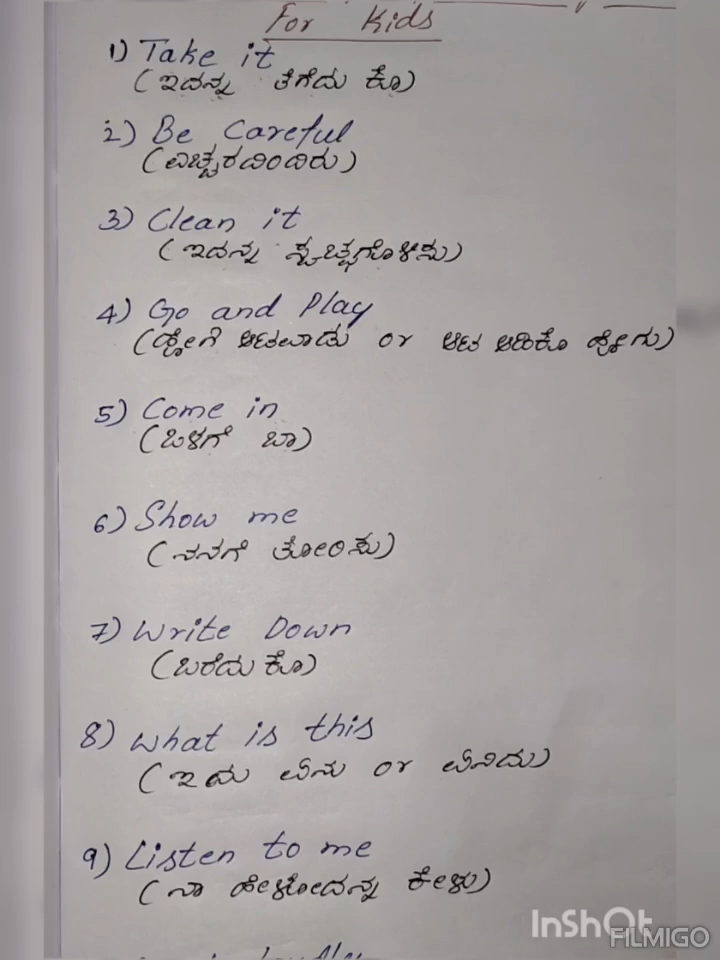 For Kids
1) Take it
(ಇದನ್ನ ತೆಗೆದು ಕೊ)
2) Be Careful
(ಎಚ್ಚರದಿಂದಿರು)
3) Clean it
(ಇದನ್ನ ಸ್ವಚ್ಛಗೊಳಿಸು)
4) Go and Play
(ಹೋಗಿ ಆಟವಾಡು or ಆಟ ಆಡಿಕೊ ಹೋಗು)
5) Come in
(ಒಳಗೆ ಬಾ)
6) Show me
(ನನಗೆ ತೋರಿಸು)
7) Write Down
(ಬರೆದು ಕೊ)
8) What is this
(ಇದು ಏನು or ಏನಿದು)
9) Listen to me
(ನಾ ಹೇಳೋದನ್ನ ಕೇಳು)
InShOt
FILMIGO